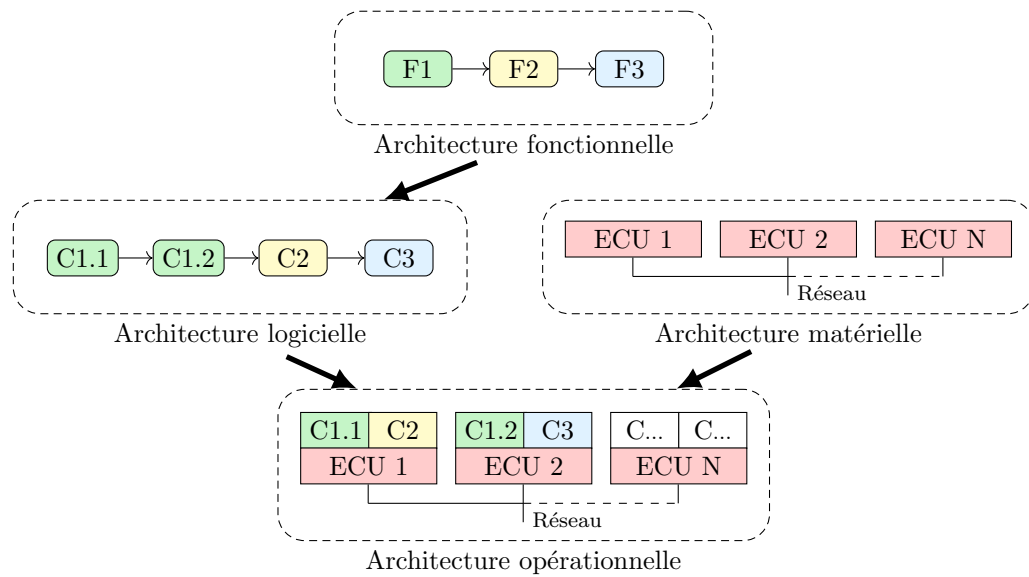 F1 F2 F3
Architecture fonctionnelle
C1.1 C1.2 C2 C3
Architecture logicielle
ECU 1 ECU 2 ECU N
Réseau
Architecture matérielle
C1.1 C2 C1.2 C3 C... C...
ECU 1 ECU 2 ECU N
Réseau
Architecture opérationnelle